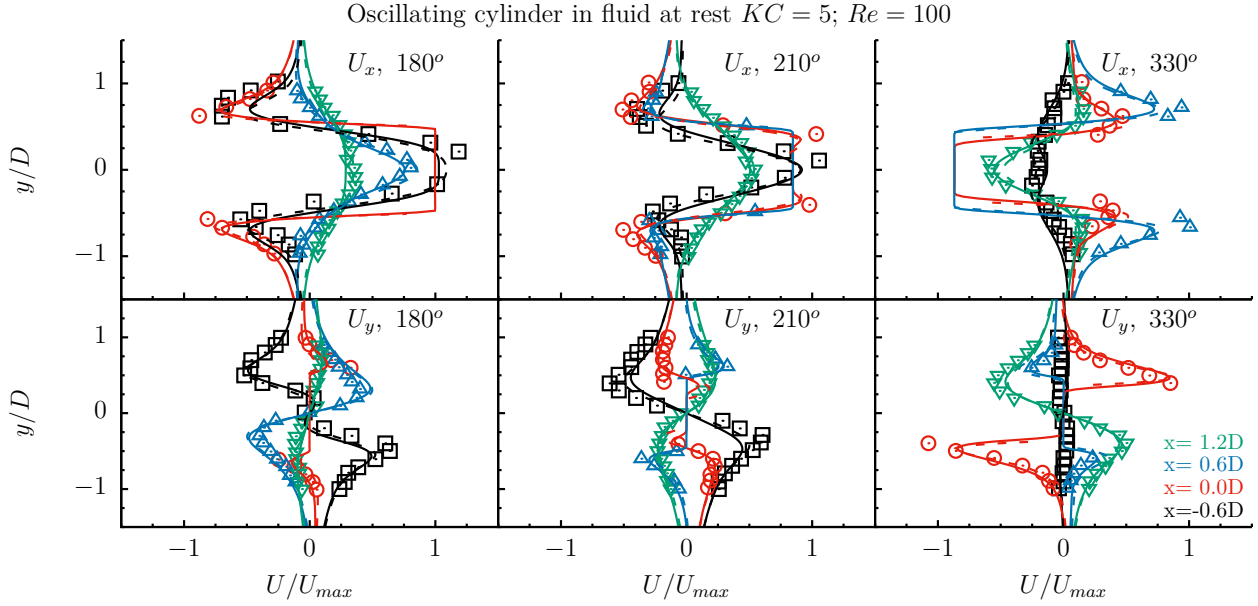 Oscillating cylinder in fluid at rest KC = 5; Re = 100
U_x, 180°
U_x, 210°
U_x, 330°
y/D
1
0
−1
U_y, 180°
U_y, 210°
U_y, 330°
y/D
1
0
−1
x= 1.2D
x= 0.6D
x= 0.0D
x=-0.6D
−1 0 1 −1 0 1 −1 0 1
U/U_max U/U_max U/U_max